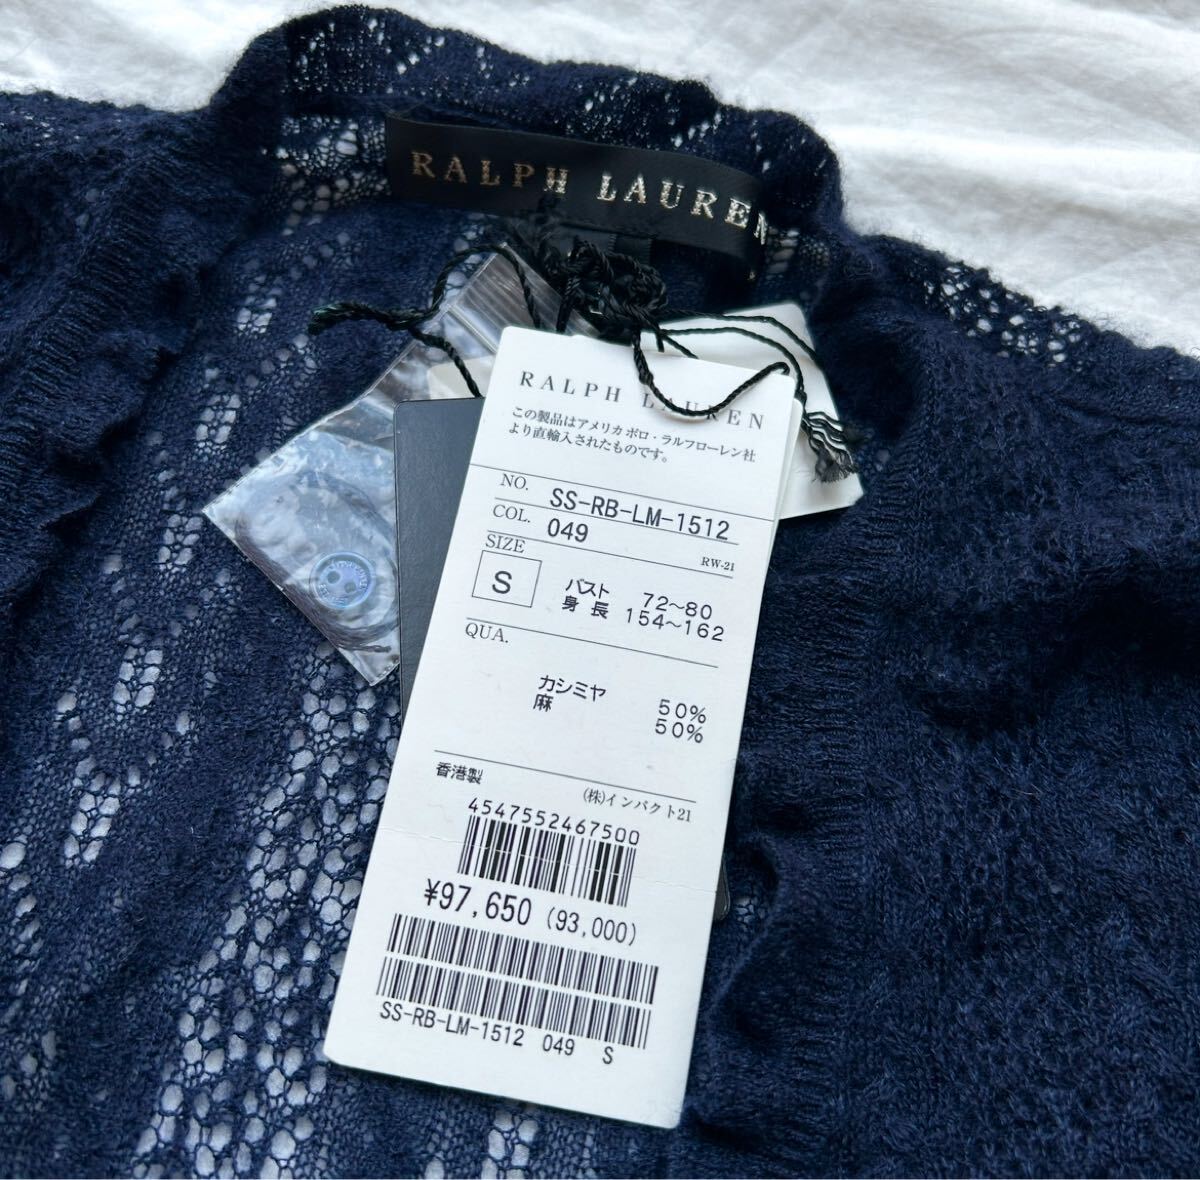 RALPH LAUREN
RALPH LAUREN
この製品はアメリカ ポロ・ラルフローレン社
より直輸入されたものです。
NO. SS-RB-LM-1512
COL. 049
SIZE RW-21
S バスト 72~80
身長 154~162
QUA.
カシミヤ 50%
麻 50%
香港製 (株)インパクト21
4547552467500
¥97,650 (93,000)
SS-RB-LM-1512 049 S